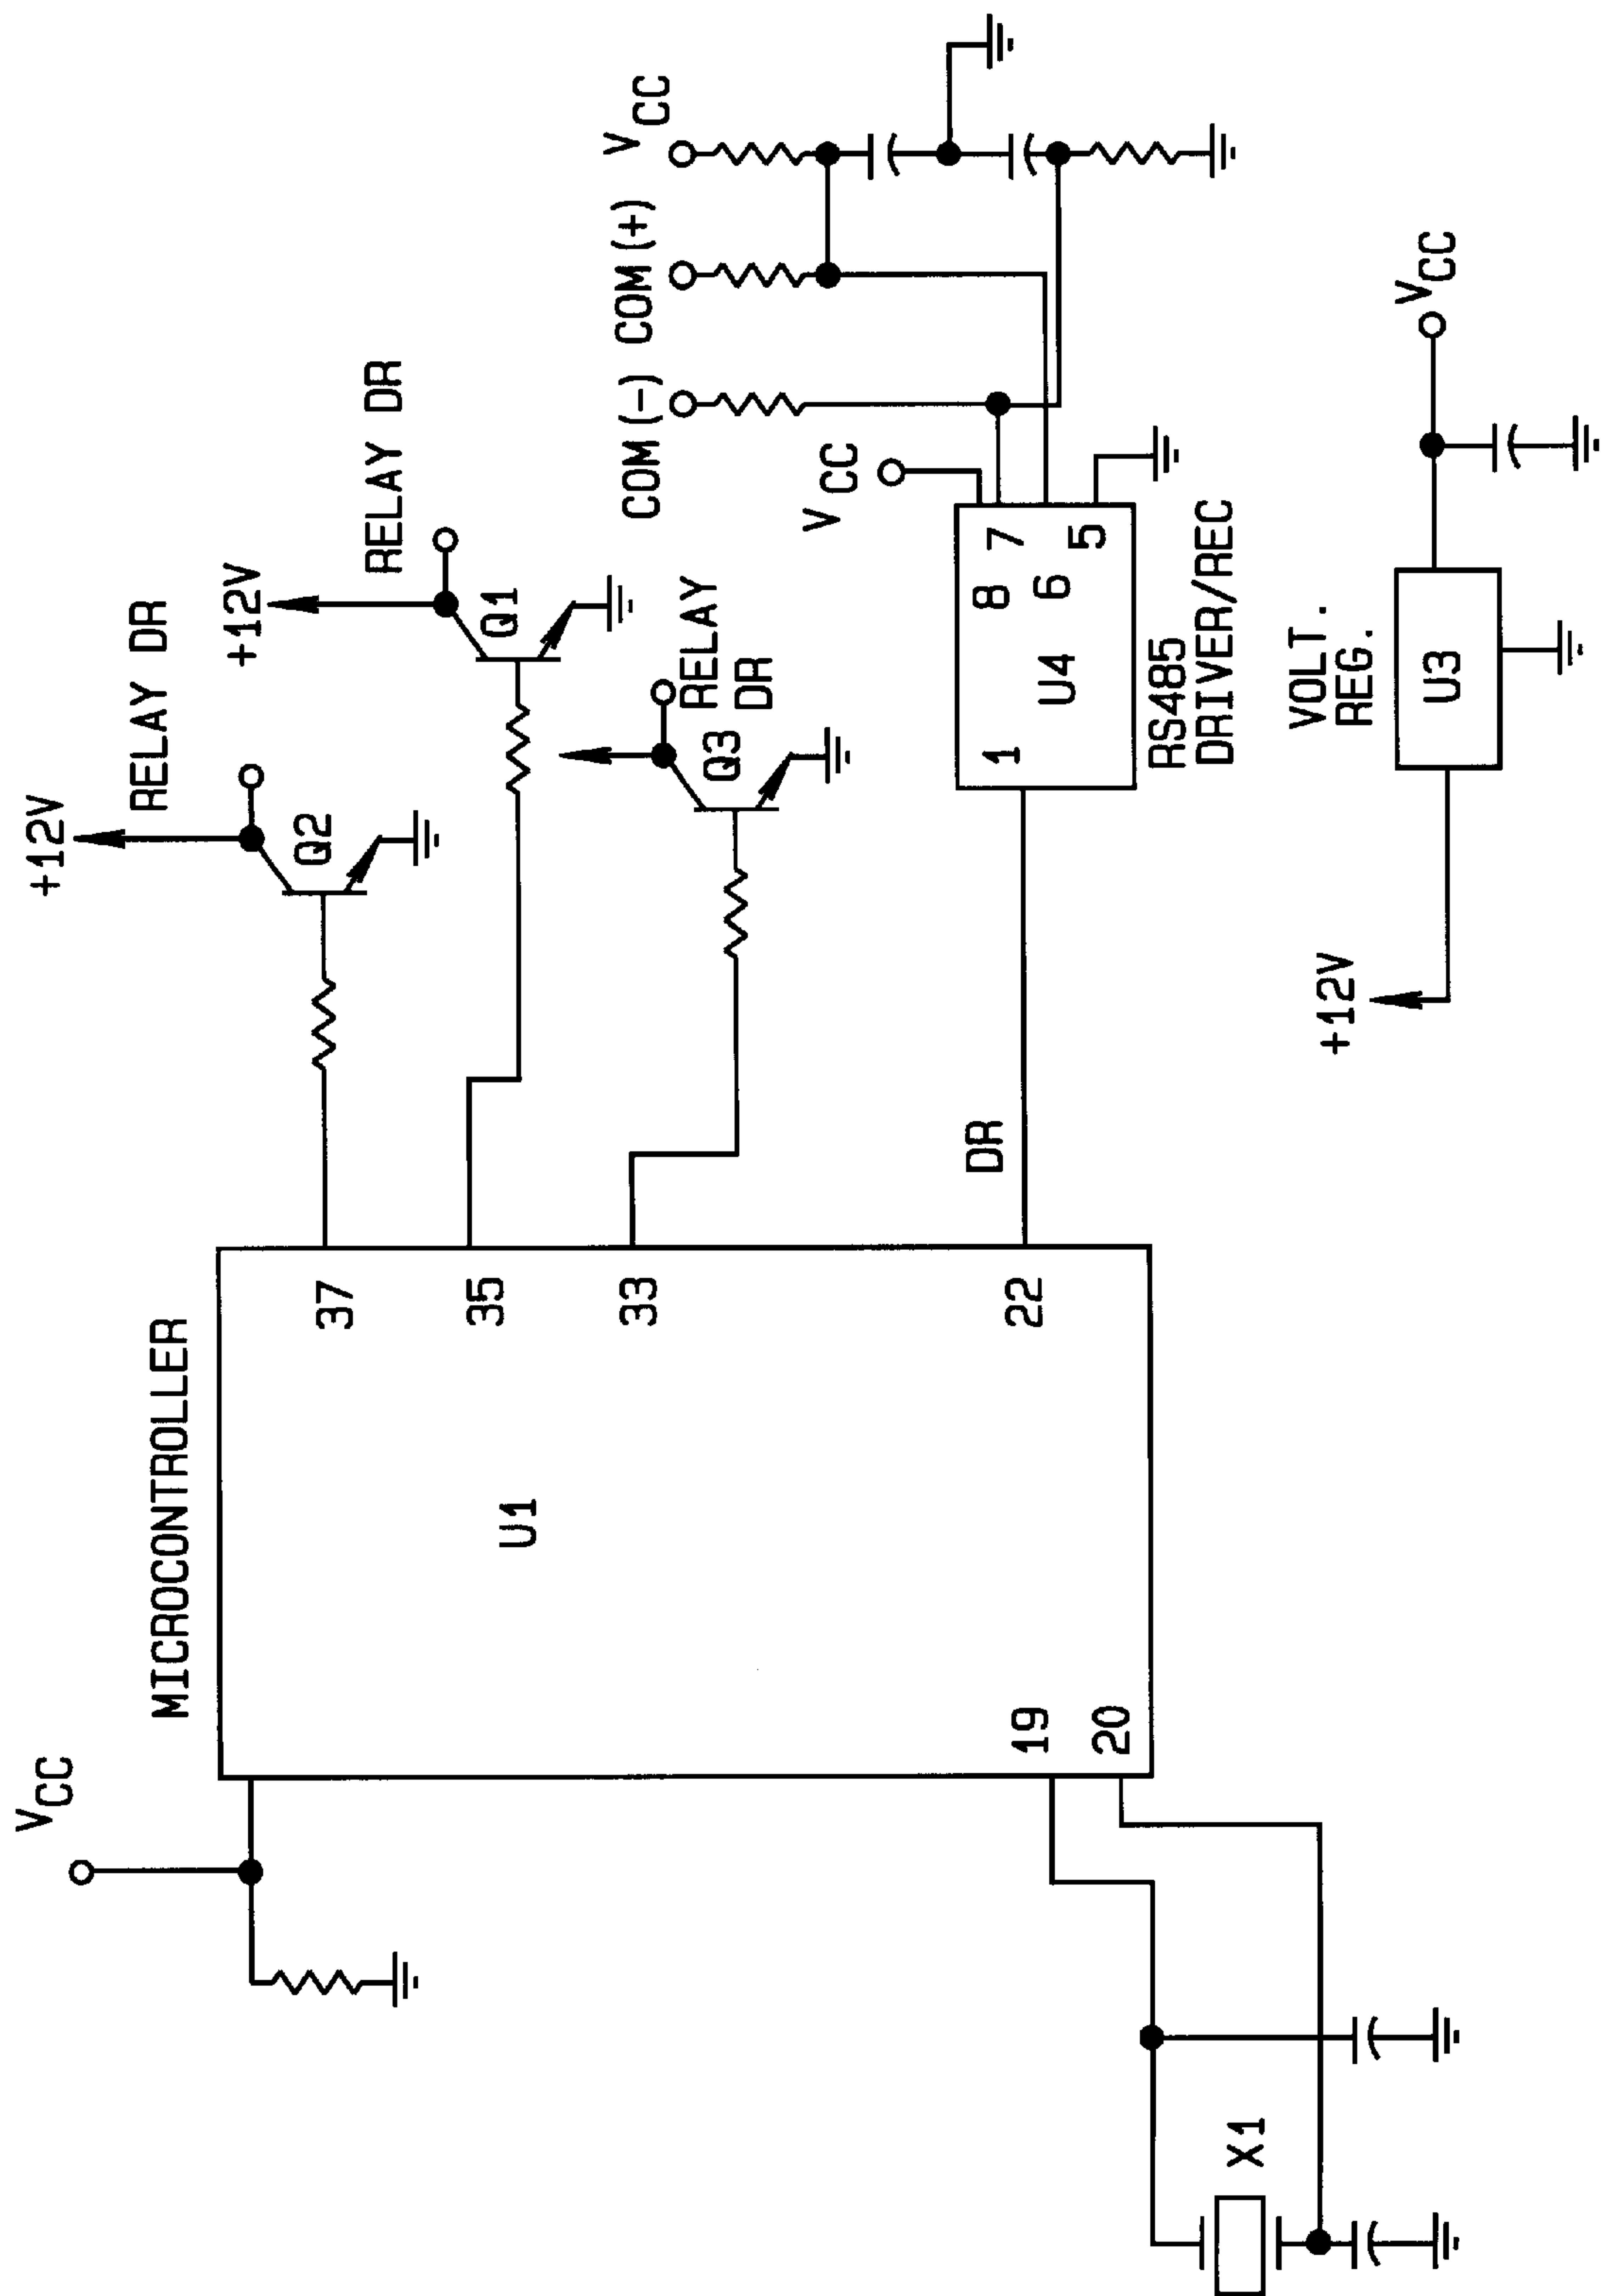 VCC
MICROCONTROLLER
U1
37
35
33
22
19
20
X1
+12V
RELAY DR
Q2
+12V
RELAY DR
Q1
RELAY
DR
Q3
DR
1
U4
8
7
6
5
RS485
DRIVER/REC
VCC
COM(-)
COM(+)
VCC
+12V
VOLT.
REG.
U3
VCC